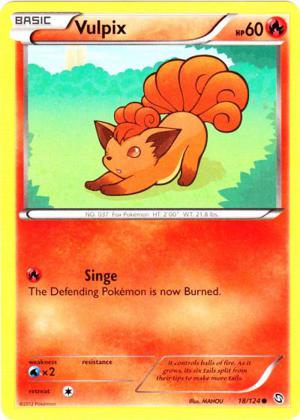 BASIC
Vulpix
HP60
NO. 037 Fox Pokémon HT: 2'00" WT: 21.8 lbs.
Singe
The Defending Pokémon is now Burned.
weakness
resistance
×2
retreat
It controls balls of fire. As it
grows, its six tails split from
their tips to make more tails.
Illus. MAHOU
18/124
©2012 Pokémon